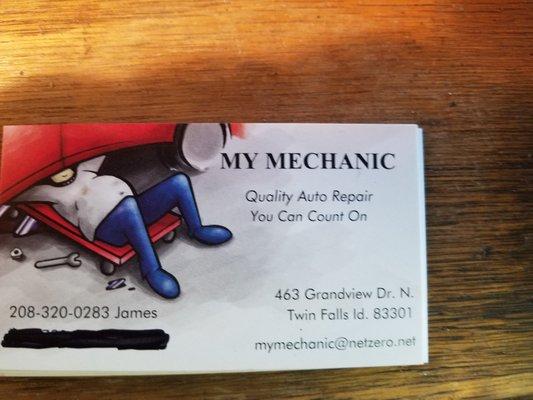 MY MECHANIC
Quality Auto Repair
You Can Count On
463 Grandview Dr. N.
Twin Falls Id. 83301
mymechanic@netzero.net
208-320-0283 James